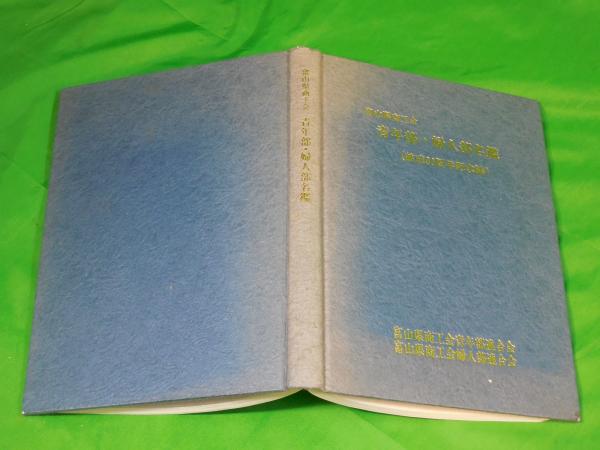 富山県商工会 青年部・婦人部名鑑
富山県商工会
青年部・婦人部名鑑
富山県商工会青年部連合会
富山県商工会婦人部連合会